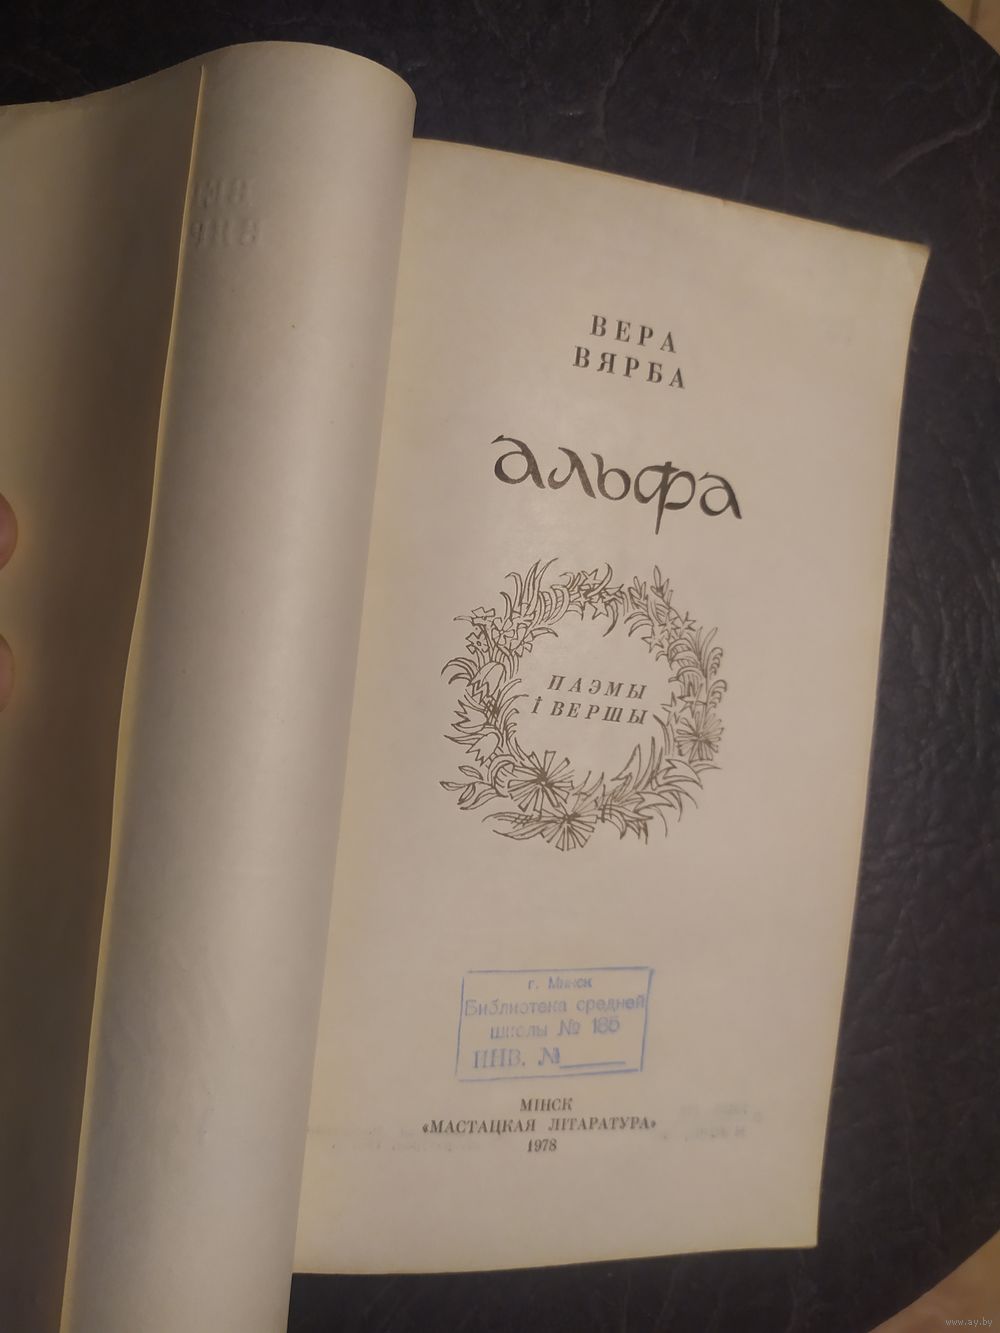 ВЕРА
ВЯРБА
альфа
ПАЭМЫ
І ВЕРШЫ
г. Минск
Библиотека средней
школы №
ИНВ. №
МІНСК
«МАСТАЦКАЯ ЛІТАРАТУРА»
1978
www.ay.by